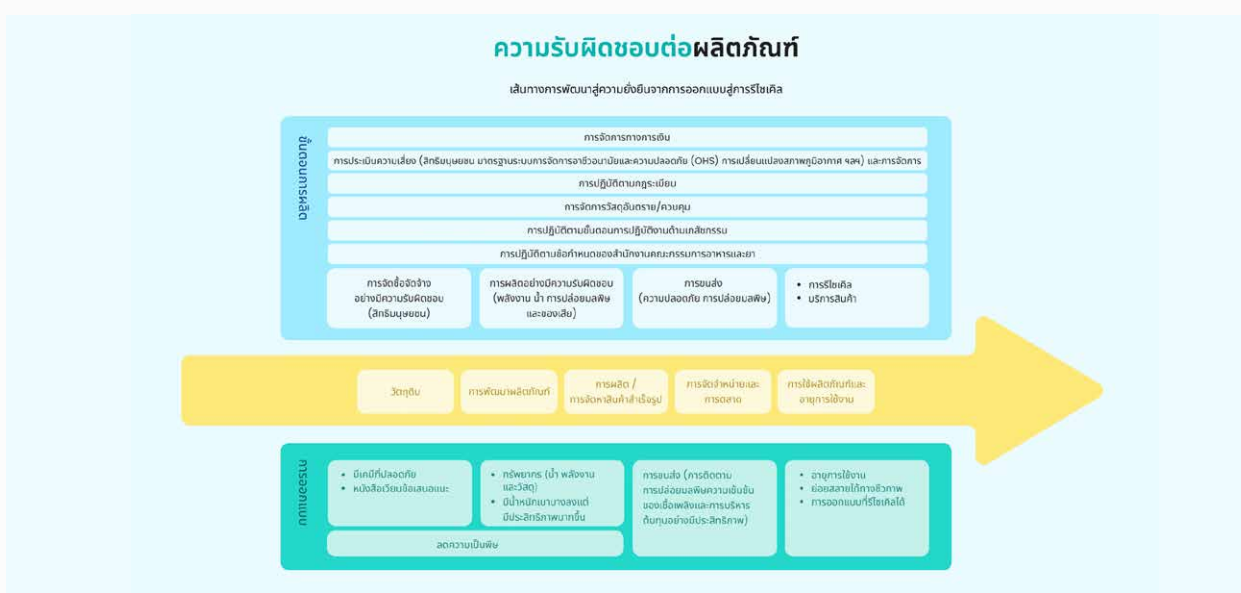 ความรับผิดชอบต่อผลิตภัณฑ์
เส้นทางการพัฒนาสู่ความยั่งยืนจากการออกแบบสู่การรีไซเคิล
ขั้นตอนการผลิต
การจัดการทางการเงิน
การประเมินความเสี่ยง (สิทธิมนุษยชน มาตรฐานระบบการจัดการอาชีวอนามัยและความปลอดภัย (OHS) การเปลี่ยนแปลงสภาพภูมิอากาศ ฯลฯ) และการจัดการ
การปฏิบัติตามกฎระเบียบ
การจัดการวัสดุอันตราย/ควบคุม
การปฏิบัติตามขั้นตอนการปฏิบัติงานด้านเภสัชกรรม
การปฏิบัติตามข้อกำหนดของสำนักงานคณะกรรมการอาหารและยา
การจัดซื้อจัดจ้าง
อย่างมีความรับผิดชอบ
(สิทธิมนุษยชน)
การผลิตอย่างมีความรับผิดชอบ
(พลังงาน น้ำ การปล่อยมลพิษ
และของเสีย)
การขนส่ง
(ความปลอดภัย การปล่อยมลพิษ)
• การรีไซเคิล
• บริการสินค้า
วัตถุดิบ
การพัฒนาผลิตภัณฑ์
การผลิต /
การจัดหาสินค้าสำเร็จรูป
การจัดจำหน่ายและ
การตลาด
การใช้ผลิตภัณฑ์และ
อายุการใช้งาน
การออกแบบ
• มีเคมีที่ปลอดภัย
• หนังสือเวียนข้อเสนอแนะ
• ทรัพยากร (น้ำ พลังงาน
และวัสดุ)
• มีน้ำหนักเบาบางลงแต่
มีประสิทธิภาพมากขึ้น
ลดความเป็นพิษ
การขนส่ง (การติดตาม
การปล่อยมลพิษความเข้มข้น
ของเชื้อเพลิงและการบริหาร
ต้นทุนอย่างมีประสิทธิภาพ)
• อายุการใช้งาน
• ย่อยสลายได้ทางชีวภาพ
• การออกแบบที่รีไซเคิลได้